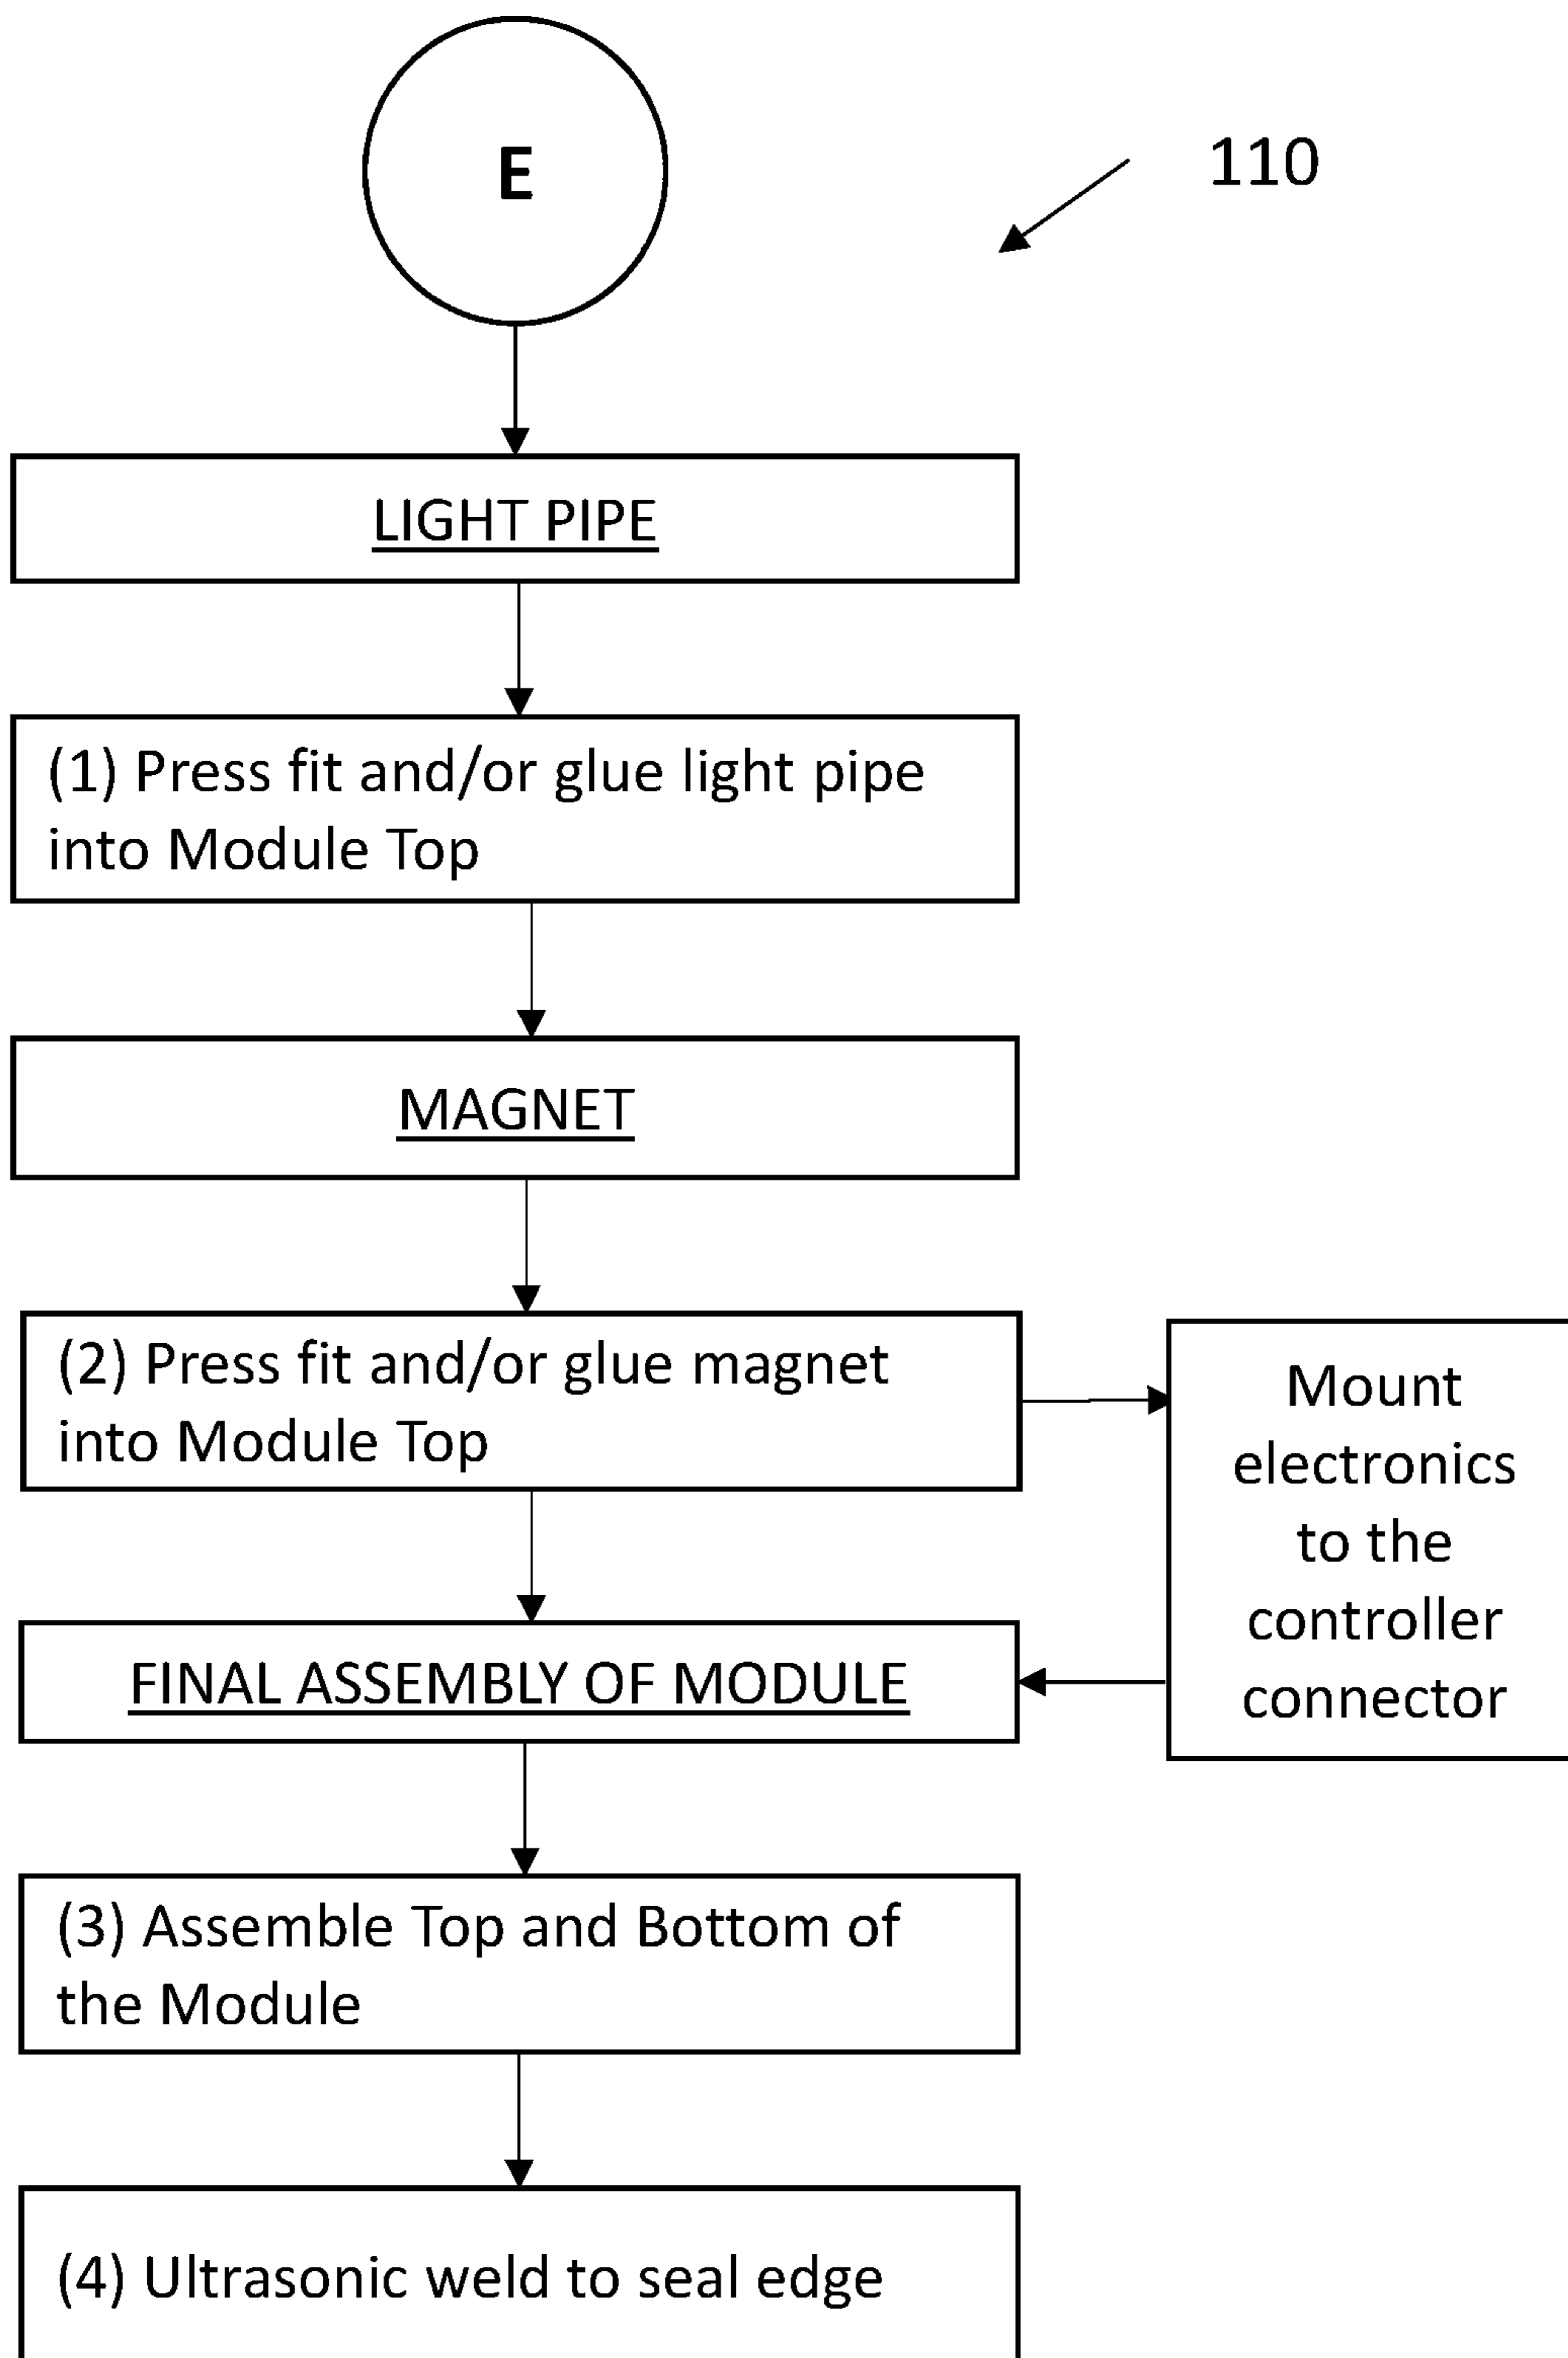 E
110
LIGHT PIPE
(1) Press fit and/or glue light pipe
into Module Top
MAGNET
(2) Press fit and/or glue magnet
into Module Top
Mount
electronics
to the
controller
connector
FINAL ASSEMBLY OF MODULE
(3) Assemble Top and Bottom of
the Module
(4) Ultrasonic weld to seal edge